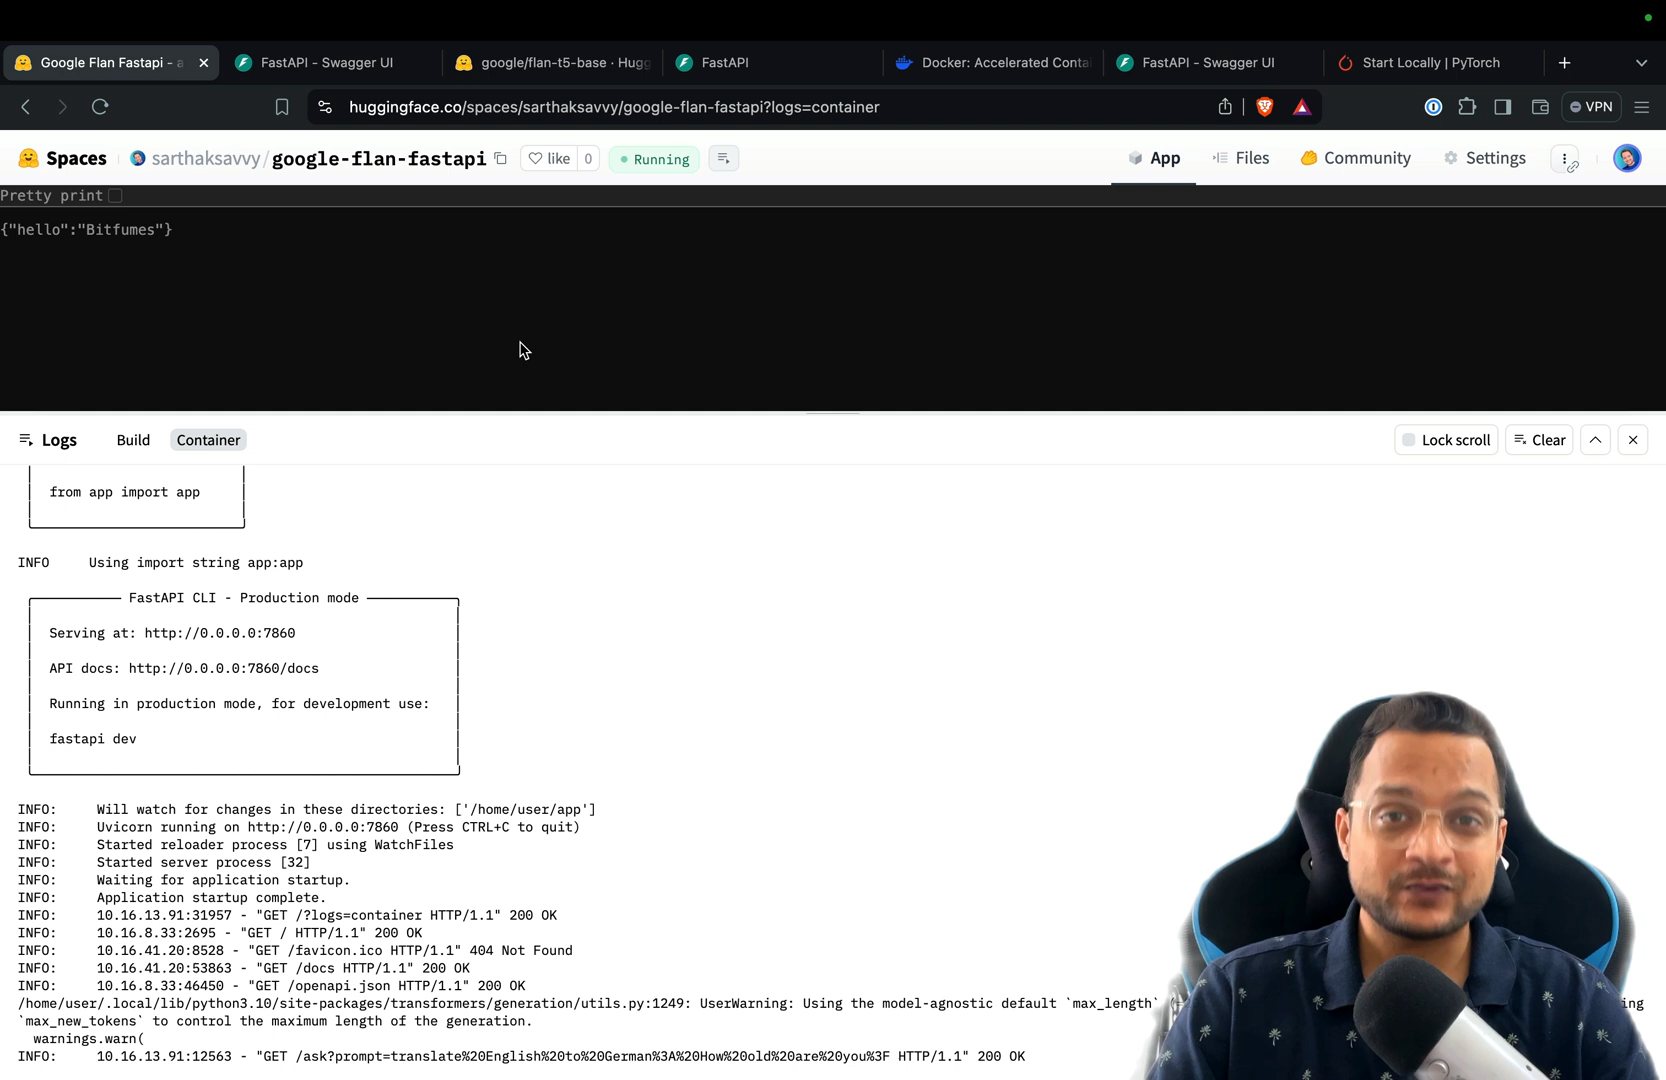 Google Flan Fastapi - a
FastAPI - Swagger UI
google/flan-t5-base · Hugg
FastAPI
Docker: Accelerated Conta
FastAPI - Swagger UI
Start Locally | PyTorch
huggingface.co/spaces/sarthaksavvy/google-flan-fastapi?logs=container
VPN
Spaces
sarthaksavvy/google-flan-fastapi
like 0
Running
App
Files
Community
Settings
Pretty print
{"hello":"Bitfumes"}
Logs
Build
Container
Lock scroll
Clear
from app import app
INFO Using import string app:app
FastAPI CLI - Production mode
Serving at: http://0.0.0.0:7860
API docs: http://0.0.0.0:7860/docs
Running in production mode, for development use:
fastapi dev
INFO: Will watch for changes in these directories: ['/home/user/app']
INFO: Uvicorn running on http://0.0.0.0:7860 (Press CTRL+C to quit)
INFO: Started reloader process [7] using WatchFiles
INFO: Started server process [32]
INFO: Waiting for application startup.
INFO: Application startup complete.
INFO: 10.16.13.91:31957 - "GET /?logs=container HTTP/1.1" 200 OK
INFO: 10.16.8.33:2695 - "GET / HTTP/1.1" 200 OK
INFO: 10.16.41.20:8528 - "GET /favicon.ico HTTP/1.1" 404 Not Found
INFO: 10.16.41.20:53863 - "GET /docs HTTP/1.1" 200 OK
INFO: 10.16.8.33:46450 - "GET /openapi.json HTTP/1.1" 200 OK
/home/user/.local/lib/python3.10/site-packages/transformers/generation/utils.py:1249: UserWarning: Using the model-agnostic default `max_length` (= ing
`max_new_tokens` to control the maximum length of the generation.
warnings.warn(
INFO: 10.16.13.91:12563 - "GET /ask?prompt=translate%20English%20to%20German%3A%20How%20old%20are%20you%3F HTTP/1.1" 200 OK